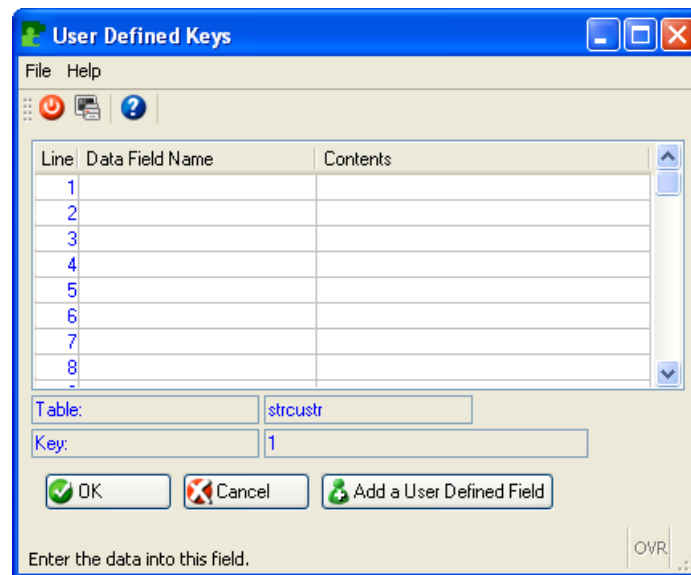 User Defined Keys
File Help
Line Data Field Name Contents
1
2
3
4
5
6
7
8
Table: strcustr
Key: 1
OK Cancel Add a User Defined Field
Enter the data into this field. OVR